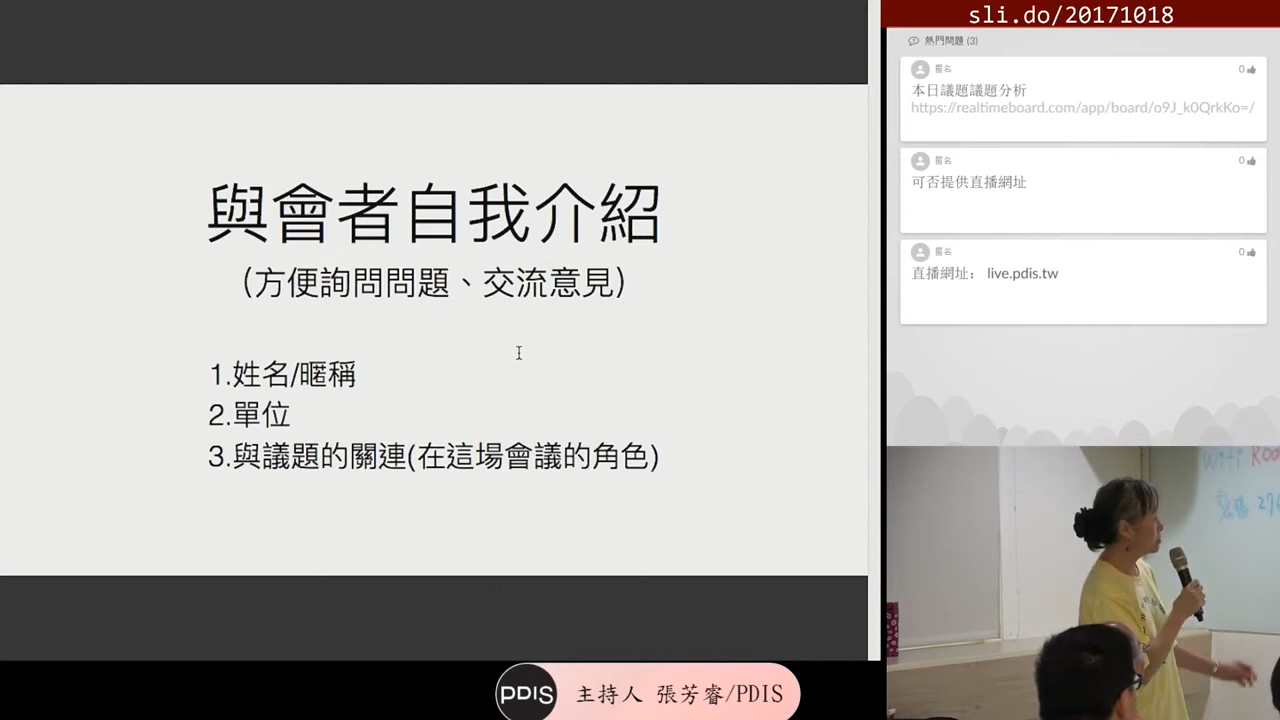 與會者自我介紹
(方便詢問問題、交流意見)
1.姓名/暱稱
2.單位
3.與議題的關連(在這場會議的角色)
sli.do/20171018
熱門問題 (3)
匿名
0
本日議題議題分析
https://realtimeboard.com/app/board/o9J_k0QrkKo=/
匿名
0
可否提供直播網址
匿名
0
直播網址： live.pdis.tw
PDIS 主持人 張芳睿/PDIS